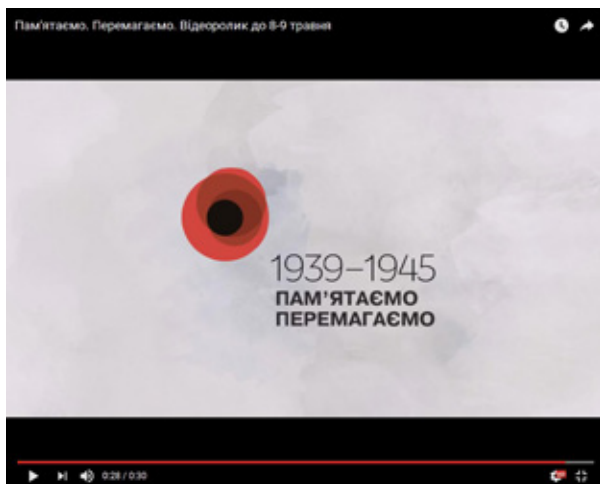 Пам'ятаємо. Перемагаємо. Відеоролик до 8-9 травня
1939–1945
ПАМ’ЯТАЄМО
ПЕРЕМАГАЄМО
0:28 / 0:30